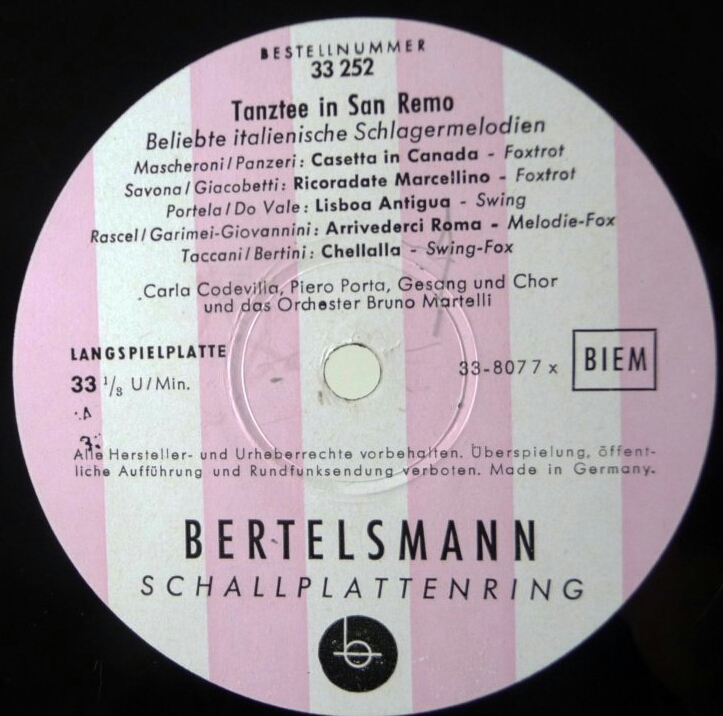 BESTELLNUMMER
33 252
Tanztee in San Remo
Beliebte italienische Schlagermelodien
Mascheroni/Panzeri: Casetta in Canada - Foxtrot
Savona/Giacobetti: Ricoradate Marcellino - Foxtrot
Portela/Do Vale: Lisboa Antigua - Swing
Rascel/Garimei-Giovannini: Arrivederci Roma - Melodie-Fox
Taccani/Bertini: Chellalla - Swing-Fox
Carla Codevilla, Piero Porta, Gesang und Chor
und das Orchester Bruno Martelli
LANGSPIELPLATTE
33 1/3 U/Min.
33-8077 x
BIEM
Alle Hersteller- und Urheberrechte vorbehalten. Überspielung, öffent-
liche Aufführung und Rundfunksendung verboten. Made in Germany.
BERTELSMANN
SCHALLPLATTENRING
b